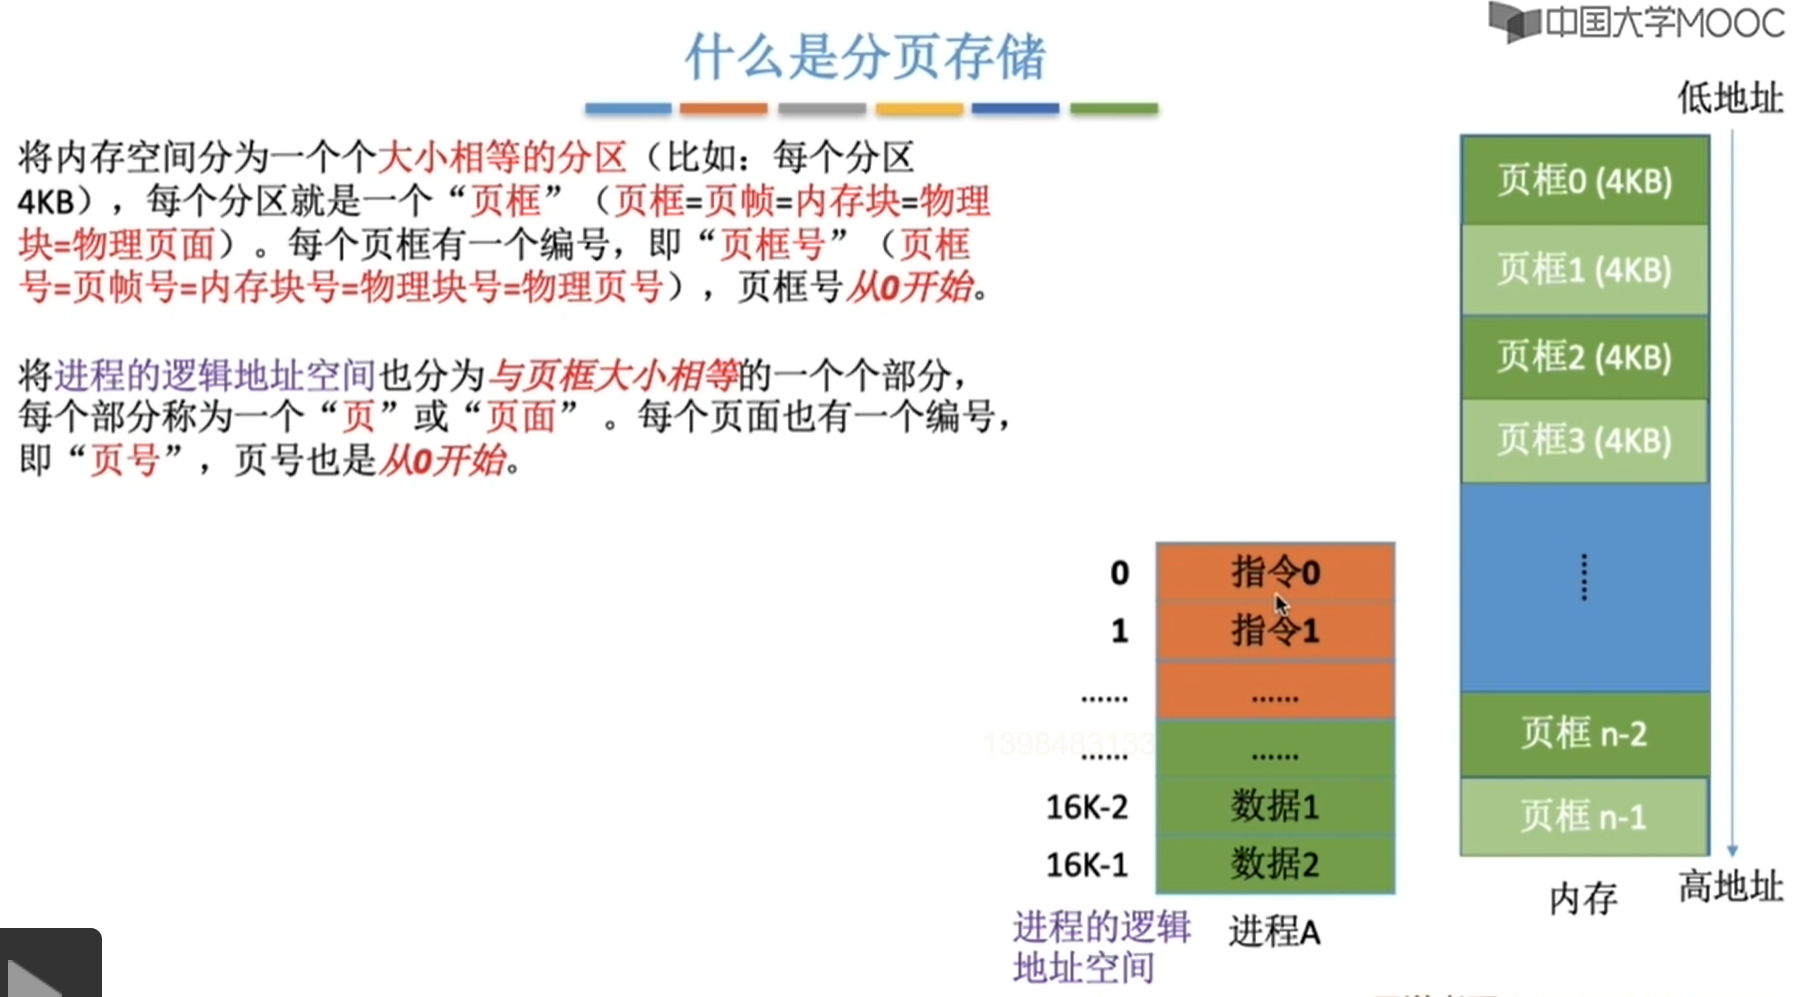 中国大学MOOC
什么是分页存储
低地址
将内存空间分为一个个大小相等的分区（比如：每个分区
4KB），每个分区就是一个“页框”（页框=页帧=内存块=物理
块=物理页面）。每个页框有一个编号，即“页框号”（页框
号=页帧号=内存块号=物理块号=物理页号），页框号从0开始。
将进程的逻辑地址空间也分为与页框大小相等的一个个部分，
每个部分称为一个“页”或“页面” 。每个页面也有一个编号，
即“页号”，页号也是从0开始。
页框0 (4KB)
页框1 (4KB)
页框2 (4KB)
页框3 (4KB)
......
页框 n-2
页框 n-1
内存
高地址
0 指令0
1 指令1
...... ......
...... ......
16K-2 数据1
16K-1 数据2
进程的逻辑
地址空间
进程A
1398483133